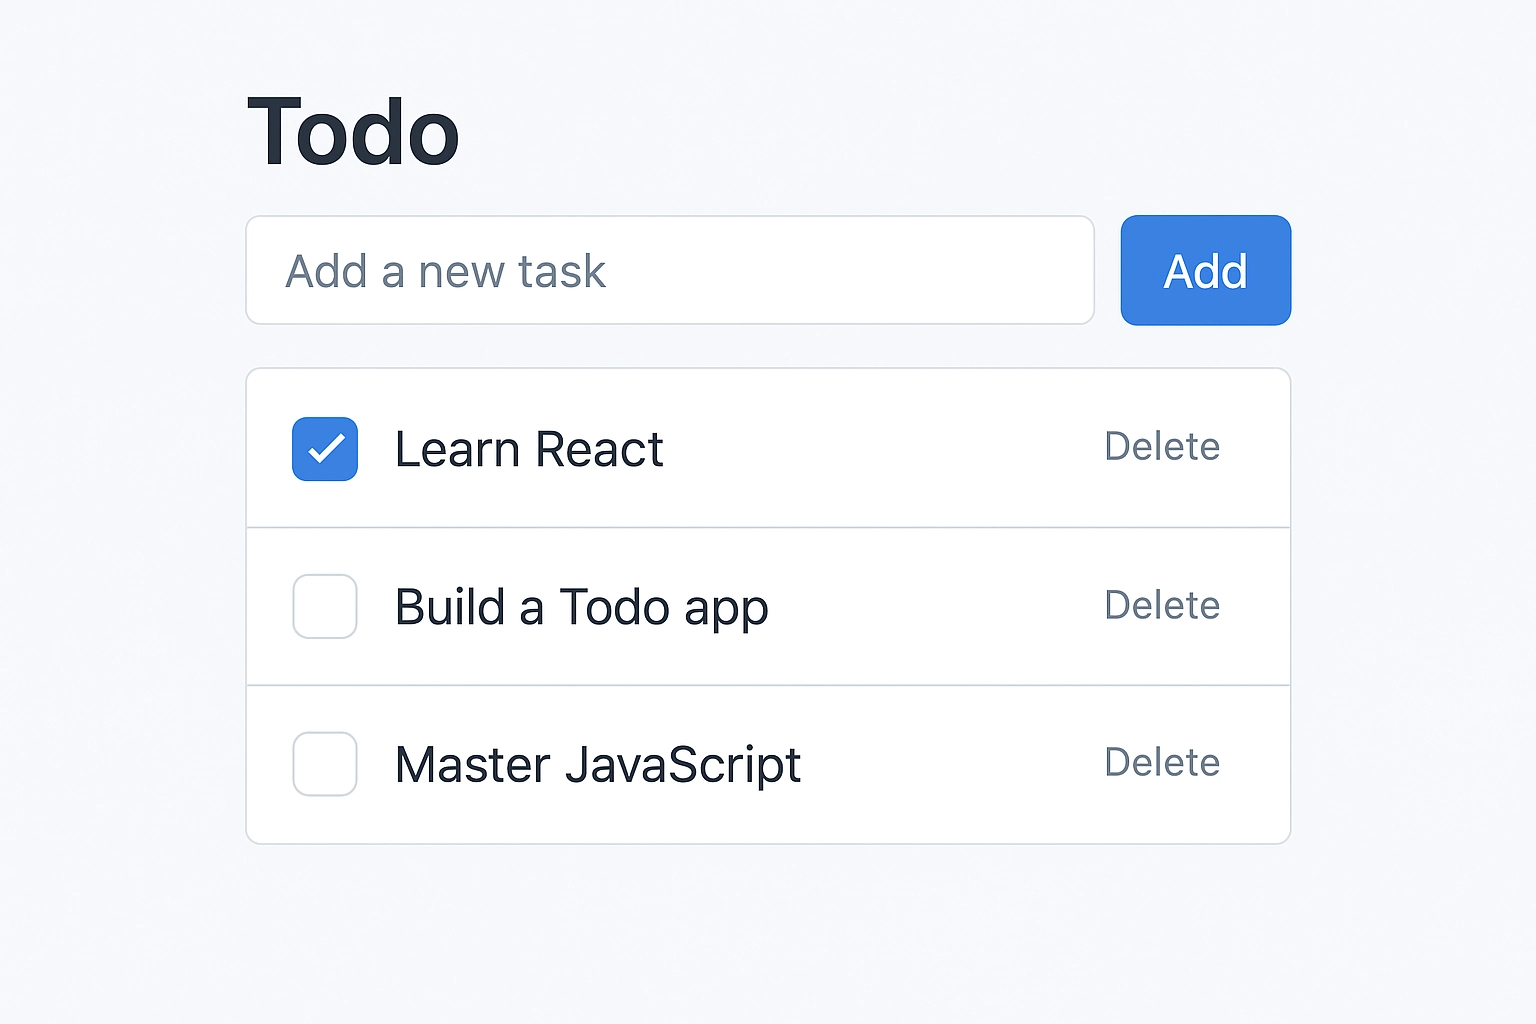 Todo
Add a new task
Add
Learn React
Delete
Build a Todo app
Delete
Master JavaScript
Delete